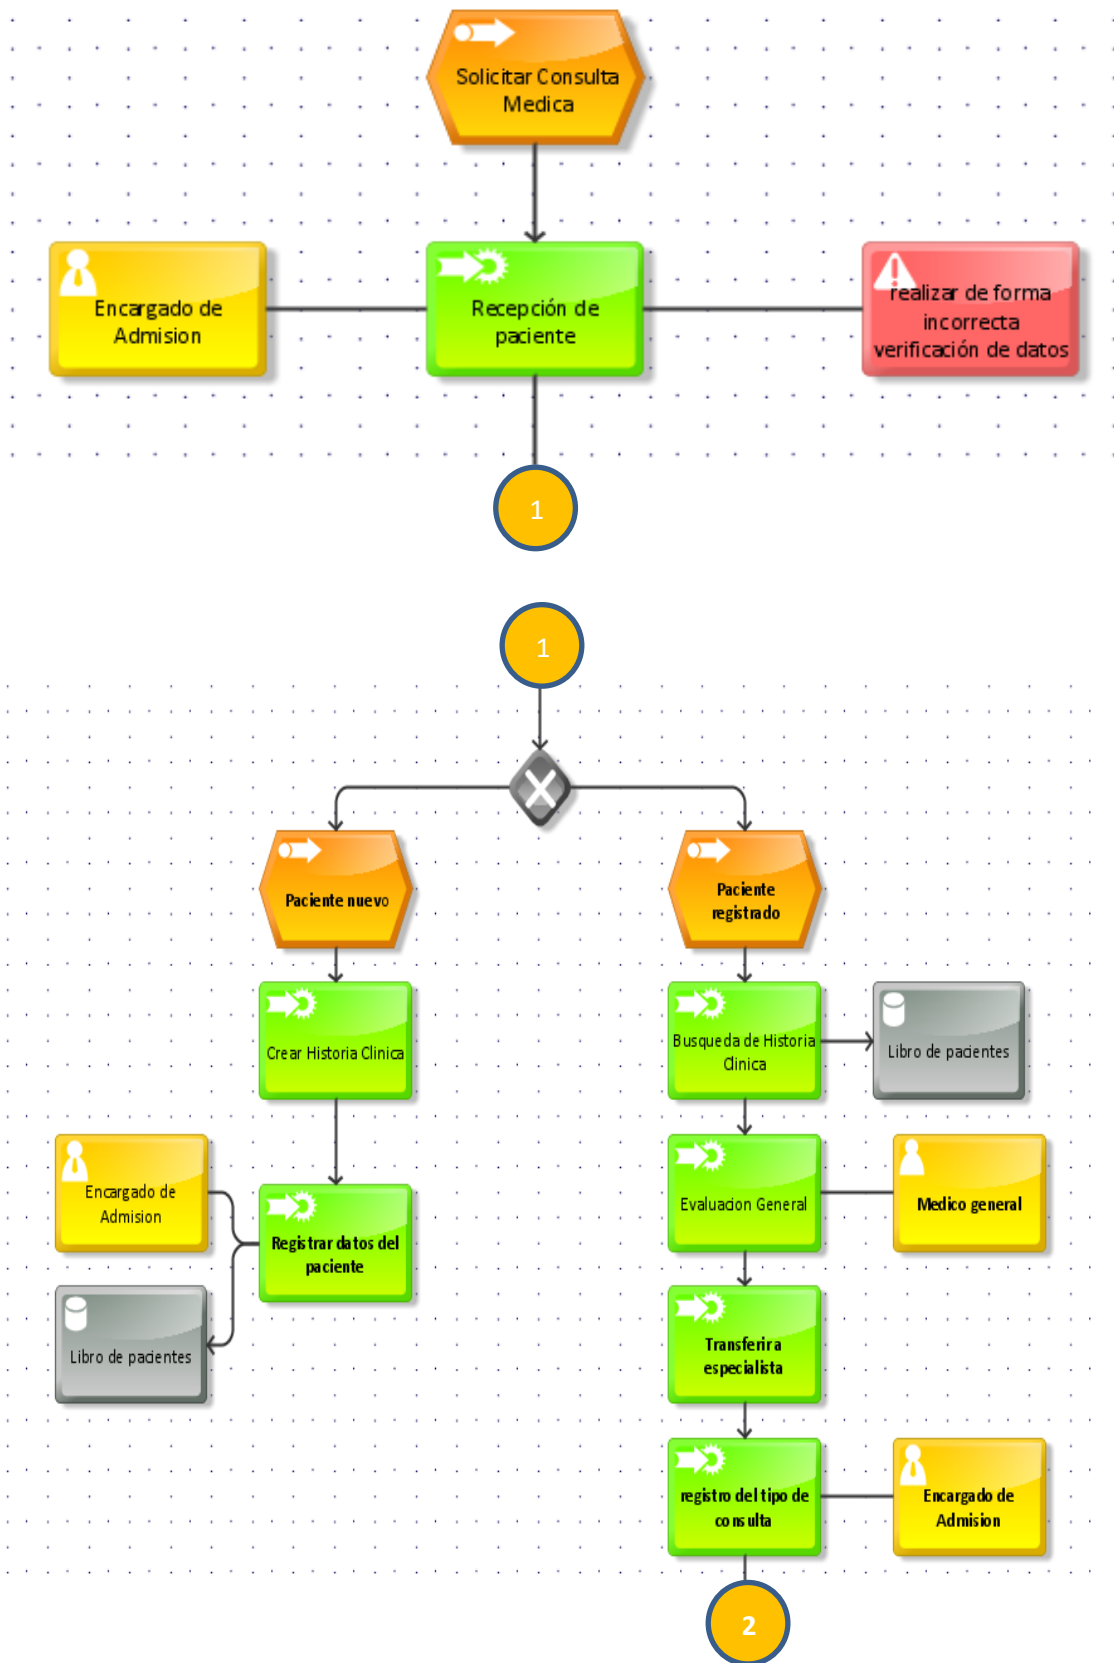 Solicitar Consulta
Medica
Encargado de
Admision
Recepción de
paciente
realizar de forma
incorrecta
verificación de datos
1
1
Paciente nuevo
Paciente
registrado
Crear Historia Clinica
Busqueda de Historia
Clinica
Libro de pacientes
Encargado de
Admision
Registrar datos del
paciente
Libro de pacientes
Evaluacion General
Medico general
Transferir a
especialista
registro del tipo de
consulta
Encargado de
Admision
2